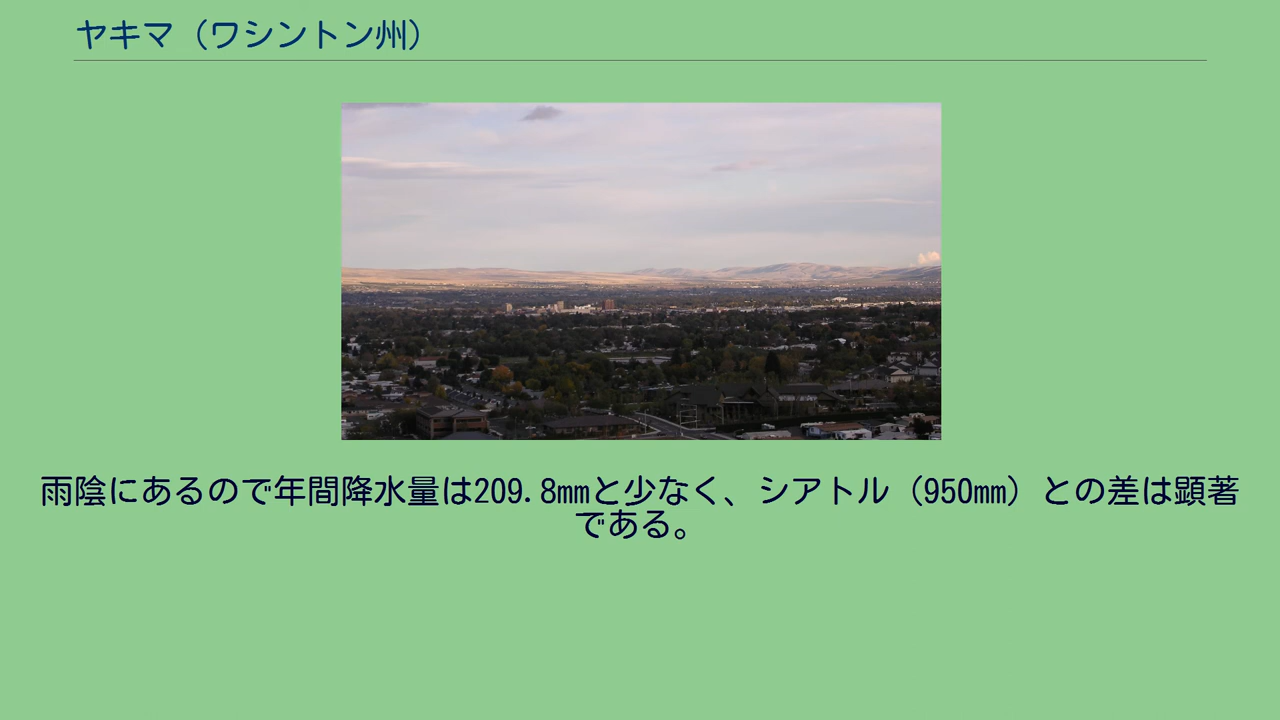 ヤキマ（ワシントン州）
雨陰にあるので年間降水量は209.8mmと少なく、シアトル（950mm）との差は顕著
である。